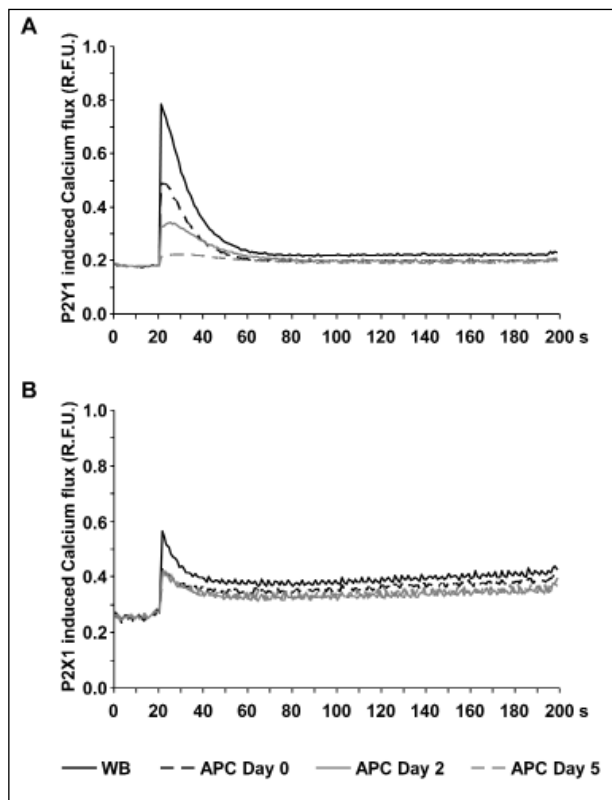 A
P2Y1 induced Calcium flux (R.F.U.)
1.0
0.8
0.6
0.4
0.2
0.0
0 20 40 60 80 100 120 140 160 180 200 s
B
P2X1 induced Calcium flux (R.F.U.)
1.0
0.8
0.6
0.4
0.2
0.0
0 20 40 60 80 100 120 140 160 180 200 s
WB APC Day 0 APC Day 2 APC Day 5